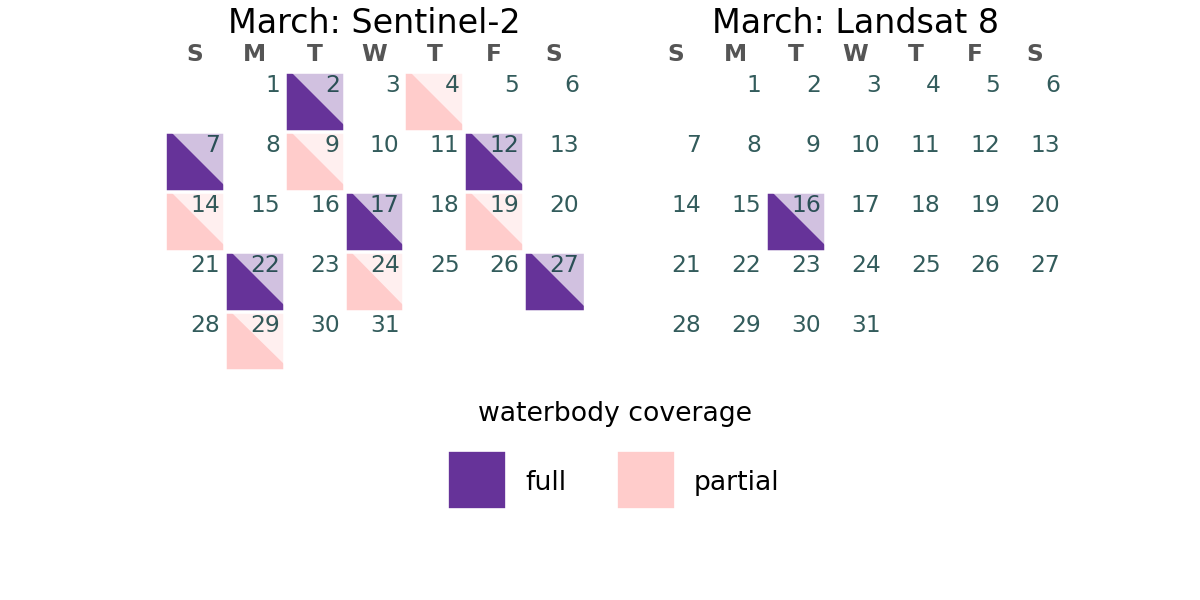 March: Sentinel-2
S M T W T F S
1 2 3 4 5 6
7 8 9 10 11 12 13
14 15 16 17 18 19 20
21 22 23 24 25 26 27
28 29 30 31
March: Landsat 8
S M T W T F S
1 2 3 4 5 6
7 8 9 10 11 12 13
14 15 16 17 18 19 20
21 22 23 24 25 26 27
28 29 30 31
waterbody coverage
full partial